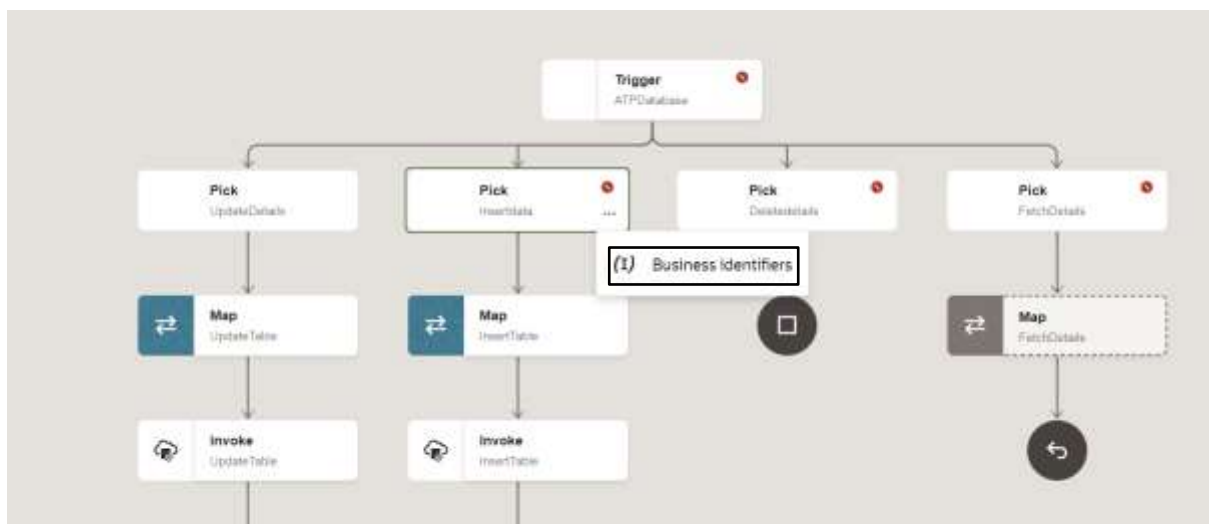 Trigger
ATPDatabase
Pick
UpdateDetails
Pick
Insertdata
...
Pick
Deletedetails
Pick
FetchDetails
(I) Business Identifiers
Map
UpdateTable
Map
InsertTable
Map
FetchDetails
Invoke
UpdateTable
Invoke
InsertTable